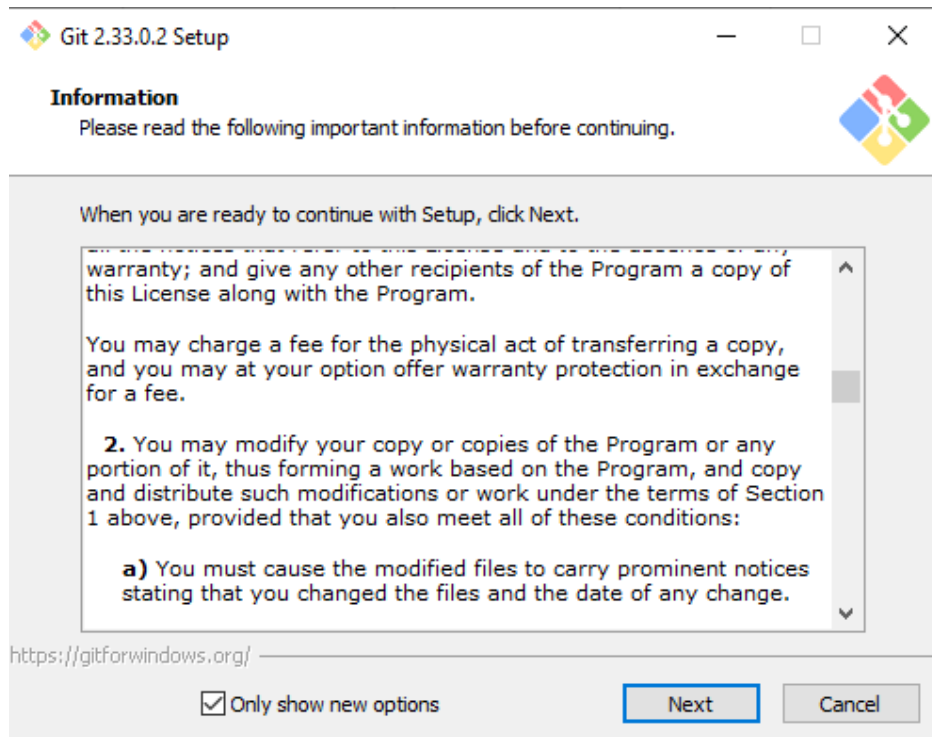 Git 2.33.0.2 Setup
Information
Please read the following important information before continuing.
When you are ready to continue with Setup, click Next.
warranty; and give any other recipients of the Program a copy of
this License along with the Program.
You may charge a fee for the physical act of transferring a copy,
and you may at your option offer warranty protection in exchange
for a fee.
2. You may modify your copy or copies of the Program or any
portion of it, thus forming a work based on the Program, and copy
and distribute such modifications or work under the terms of Section
1 above, provided that you also meet all of these conditions:
a) You must cause the modified files to carry prominent notices
stating that you changed the files and the date of any change.
https://gitforwindows.org/
Only show new options
Next
Cancel